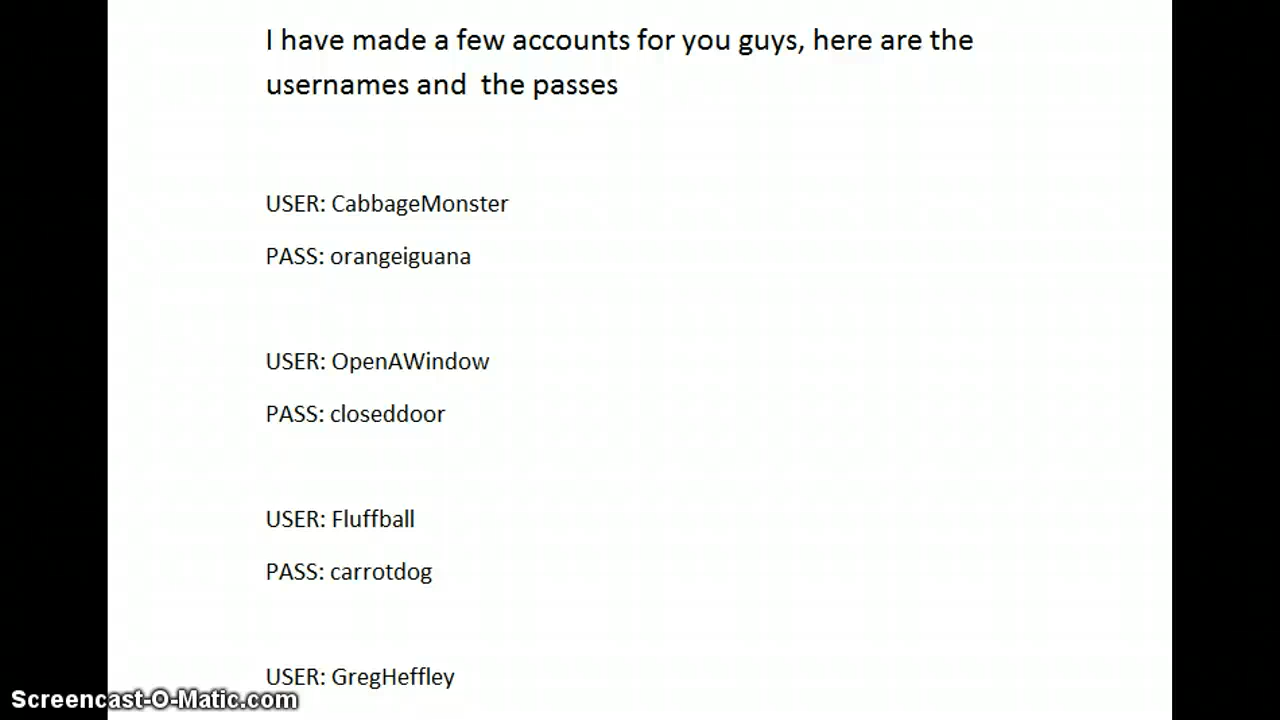 I have made a few accounts for you guys, here are the
usernames and  the passes
USER: CabbageMonster
PASS: orangeiguana
USER: OpenAWindow
PASS: closeddoor
USER: Fluffball
PASS: carrotdog
USER: GregHeffley
Screencast-O-Matic.com